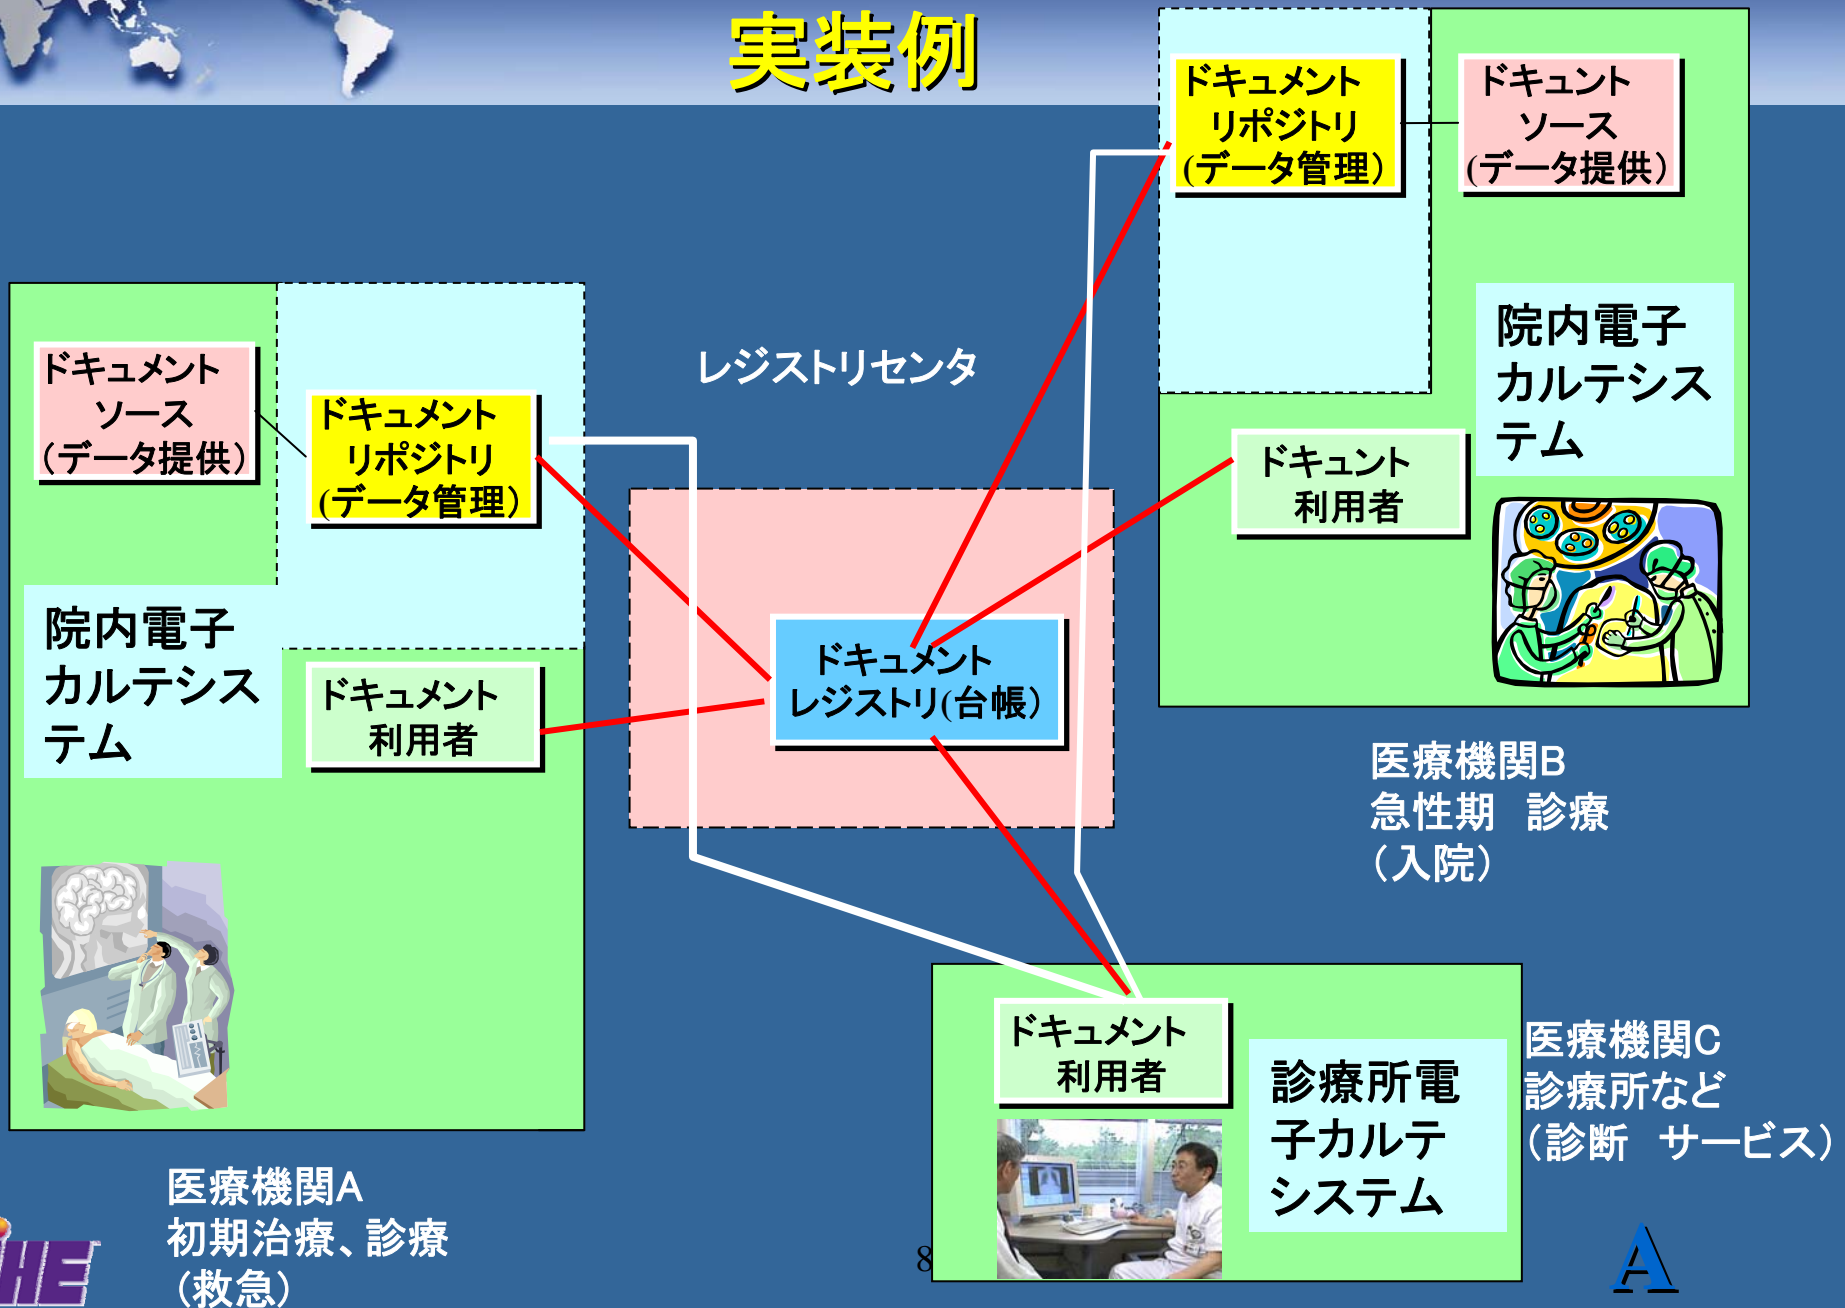 実装例
ドキュメント
リポジトリ
(データ管理)
ドキュント
ソース
(データ提供)
院内電子
カルテシス
テム
ドキュント
利用者
医療機関B
急性期　診療
(入院)
レジストリセンタ
ドキュメント
レジストリ(台帳)
ドキュメント
ソース
(データ提供)
ドキュメント
リポジトリ
(データ管理)
院内電子
カルテシス
テム
ドキュメント
利用者
医療機関A
初期治療、診療
(救急)
ドキュメント
利用者
診療所電
子カルテ
システム
医療機関C
診療所など
(診断　サービス)
8
IHE
A